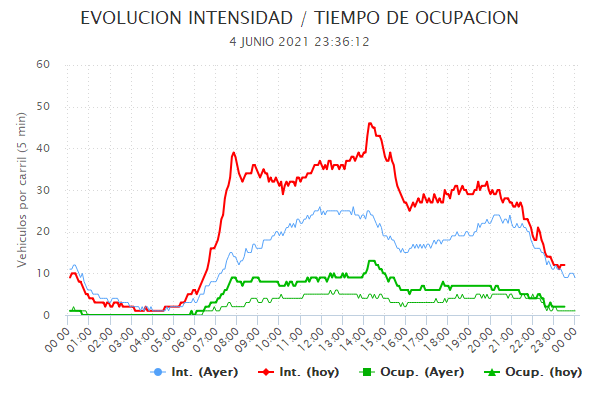 EVOLUCION INTENSIDAD / TIEMPO DE OCUPACION
4 JUNIO 2021 23:36:12
Vehiculos por carril (5 min)
60
50
40
30
20
10
0
00:00 01:00 02:00 03:00 04:00 05:00 06:00 07:00 08:00 09:00 10:00 11:00 12:00 13:00 14:00 15:00 16:00 17:00 18:00 19:00 20:00 21:00 22:00 23:00 00:00
Int. (Ayer) Int. (hoy) Ocup. (Ayer) Ocup. (hoy)